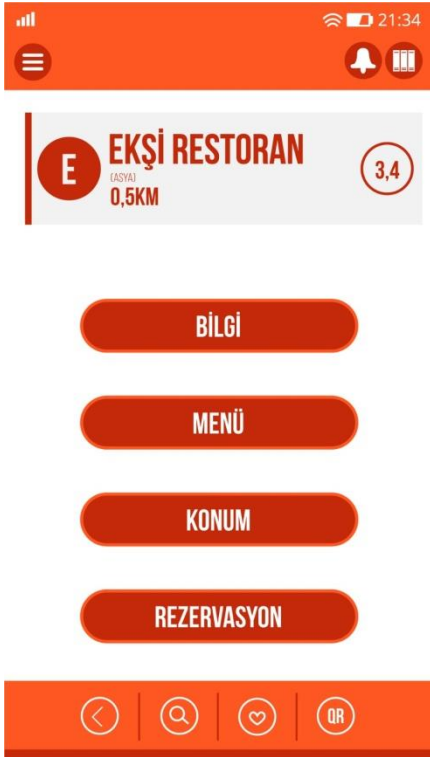 21:34
E
EKŞİ RESTORAN
(ASYA)
0,5KM
3,4
BİLGİ
MENÜ
KONUM
REZERVASYON
QR